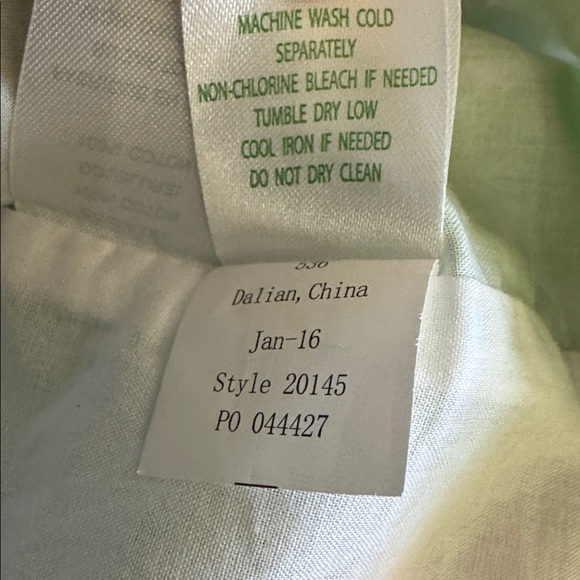 MACHINE WASH COLD
SEPARATELY
NON-CHLORINE BLEACH IF NEEDED
TUMBLE DRY LOW
COOL IRON IF NEEDED
DO NOT DRY CLEAN
Dalian, China
Jan-16
Style 20145
PO 044427